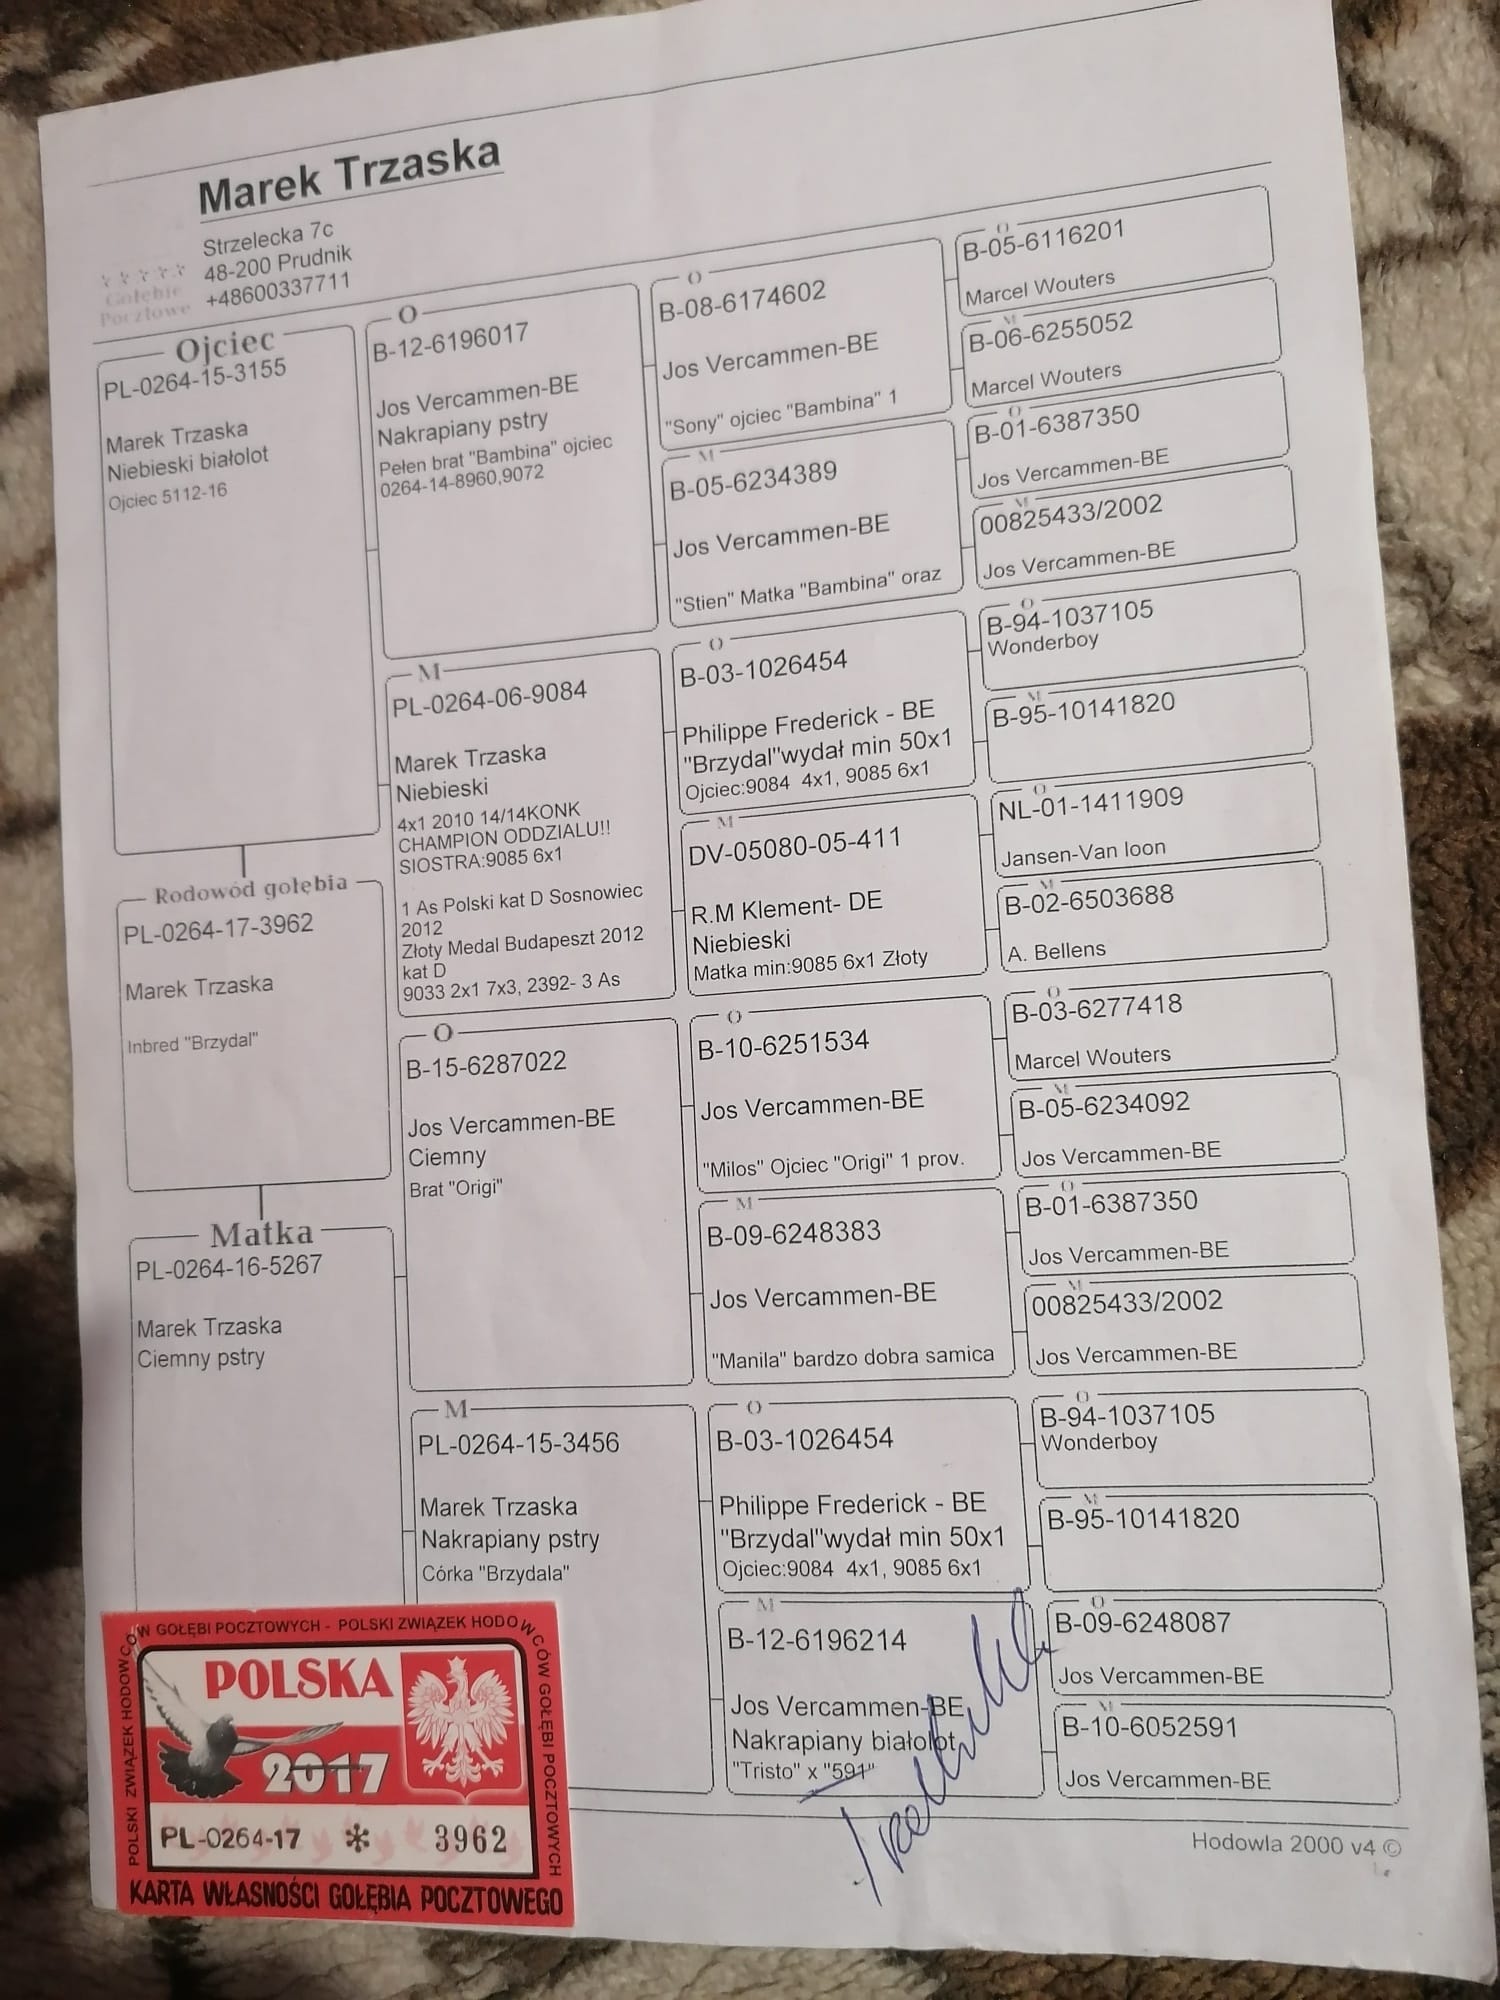 Marek Trzaska
Strzelecka 7c
48-200 Prudnik
+48600337711
Gołębie
Pocztowe
Ojciec
PL-0264-15-3155
Marek Trzaska
Niebieski białolot
Ojciec 5112-16
Rodowód gołębia
PL-0264-17-3962
Marek Trzaska
Inbred "Brzydal"
Matka
PL-0264-16-5267
Marek Trzaska
Ciemny pstry
O
B-12-6196017
Jos Vercammen-BE
Nakrapiany pstry
Pełen brat "Bambina" ojciec
0264-14-8960,9072
M
PL-0264-06-9084
Marek Trzaska
Niebieski
4x1 2010 14/14KONK
CHAMPION ODDZIALU!!
SIOSTRA:9085 6x1
1 As Polski kat D Sosnowiec
2012
Złoty Medal Budapeszt 2012
kat D
9033 2x1 7x3, 2392- 3 As
O
B-15-6287022
Jos Vercammen-BE
Ciemny
Brat "Origi"
M
PL-0264-15-3456
Marek Trzaska
Nakrapiany pstry
Córka "Brzydala"
O
B-08-6174602
Jos Vercammen-BE
"Sony" ojciec "Bambina" 1
M
B-05-6234389
Jos Vercammen-BE
"Stien" Matka "Bambina" oraz
O
B-03-1026454
Philippe Frederick - BE
"Brzydal"wydał min 50x1
Ojciec:9084 4x1, 9085 6x1
M
DV-05080-05-411
R.M Klement- DE
Niebieski
Matka min:9085 6x1 Złoty
O
B-10-6251534
Jos Vercammen-BE
"Milos" Ojciec "Origi" 1 prov.
M
B-09-6248383
Jos Vercammen-BE
"Manila" bardzo dobra samica
O
B-03-1026454
Philippe Frederick - BE
"Brzydal"wydał min 50x1
Ojciec:9084 4x1, 9085 6x1
M
B-12-6196214
Jos Vercammen-BE
Nakrapiany białolot
"Tristo" x "591"
O
B-05-6116201
Marcel Wouters
M
B-06-6255052
Marcel Wouters
O
B-01-6387350
Jos Vercammen-BE
M
00825433/2002
Jos Vercammen-BE
O
B-94-1037105
Wonderboy
M
B-95-10141820
O
NL-01-1411909
Jansen-Van loon
M
B-02-6503688
A. Bellens
O
B-03-6277418
Marcel Wouters
M
B-05-6234092
Jos Vercammen-BE
O
B-01-6387350
Jos Vercammen-BE
M
00825433/2002
Jos Vercammen-BE
O
B-94-1037105
Wonderboy
M
B-95-10141820
O
B-09-6248087
Jos Vercammen-BE
M
B-10-6052591
Jos Vercammen-BE
Hodowla 2000 v4 ©
POLSKI ZWIĄZEK HODOWCÓW GOŁĘBI POCZTOWYCH - POLSKI ZWIĄZEK HODOWCÓW GOŁĘBI POCZTOWYCH
POLSKA
2017
PL-0264-17 * 3962
KARTA WŁASNOŚCI GOŁĘBIA POCZTOWEGO